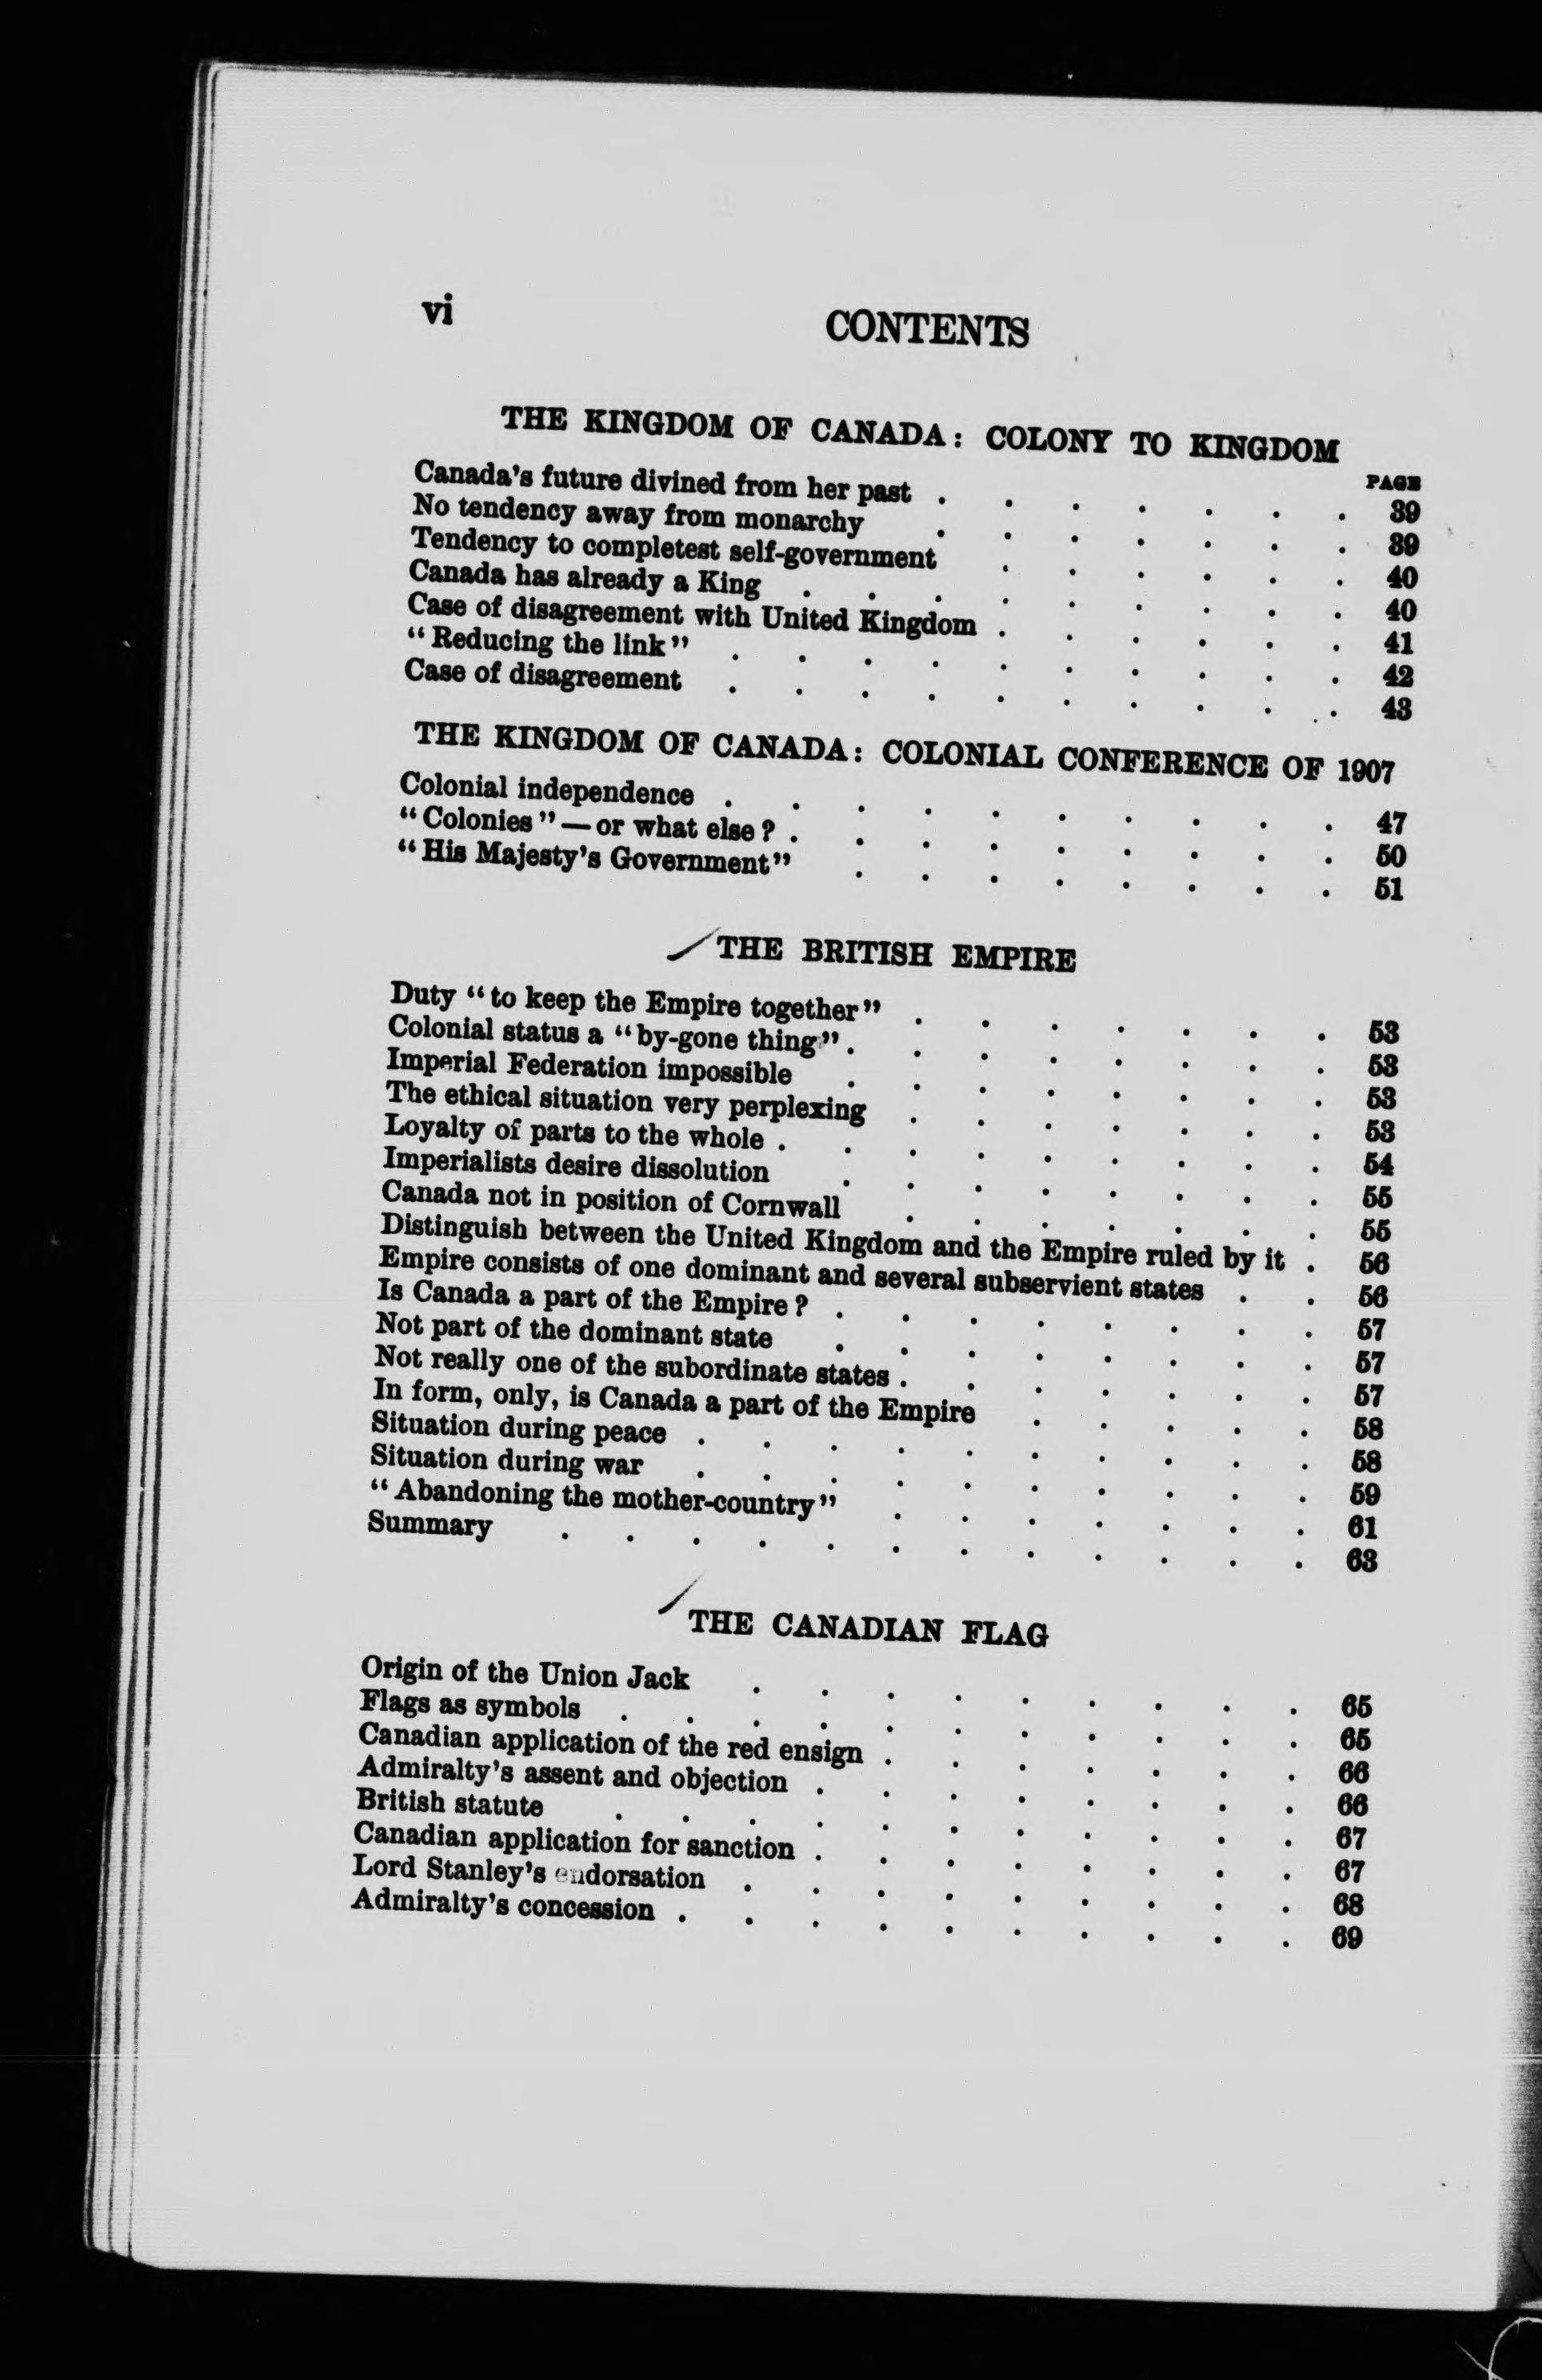 vi
CONTENTS
THE KINGDOM OF CANADA: COLONY TO KINGDOM
PAGE
Canada's future divined from her past . . . . . . . 39
No tendency away from monarchy . . . . . . . 39
Tendency to completest self-government . . . . . . 40
Canada has already a King . . . . . . . . . 40
Case of disagreement with United Kingdom . . . . . . 41
"Reducing the link" . . . . . . . . . . 42
Case of disagreement . . . . . . . . . . 43
THE KINGDOM OF CANADA: COLONIAL CONFERENCE OF 1907
Colonial independence . . . . . . . . . . 47
"Colonies"—or what else? . . . . . . . . . 50
"His Majesty's Government" . . . . . . . . 51
THE BRITISH EMPIRE
Duty "to keep the Empire together" . . . . . . . 53
Colonial status a "by-gone thing" . . . . . . . . 53
Imperial Federation impossible . . . . . . . . 53
The ethical situation very perplexing . . . . . . . 53
Loyalty of parts to the whole . . . . . . . . . 54
Imperialists desire dissolution . . . . . . . . 55
Canada not in position of Cornwall . . . . . . . 55
Distinguish between the United Kingdom and the Empire ruled by it . 56
Empire consists of one dominant and several subservient states . . 56
Is Canada a part of the Empire? . . . . . . . . 57
Not part of the dominant state . . . . . . . . 57
Not really one of the subordinate states . . . . . . . 57
In form, only, is Canada a part of the Empire . . . . . 58
Situation during peace . . . . . . . . . . 58
Situation during war . . . . . . . . . . 59
"Abandoning the mother-country" . . . . . . . 61
Summary . . . . . . . . . . . . 63
THE CANADIAN FLAG
Origin of the Union Jack . . . . . . . . . 65
Flags as symbols . . . . . . . . . . . 65
Canadian application of the red ensign . . . . . . . 66
Admiralty's assent and objection . . . . . . . . 66
British statute . . . . . . . . . . . 67
Canadian application for sanction . . . . . . . . 67
Lord Stanley's endorsation . . . . . . . . . 68
Admiralty's concession . . . . . . . . . . 69